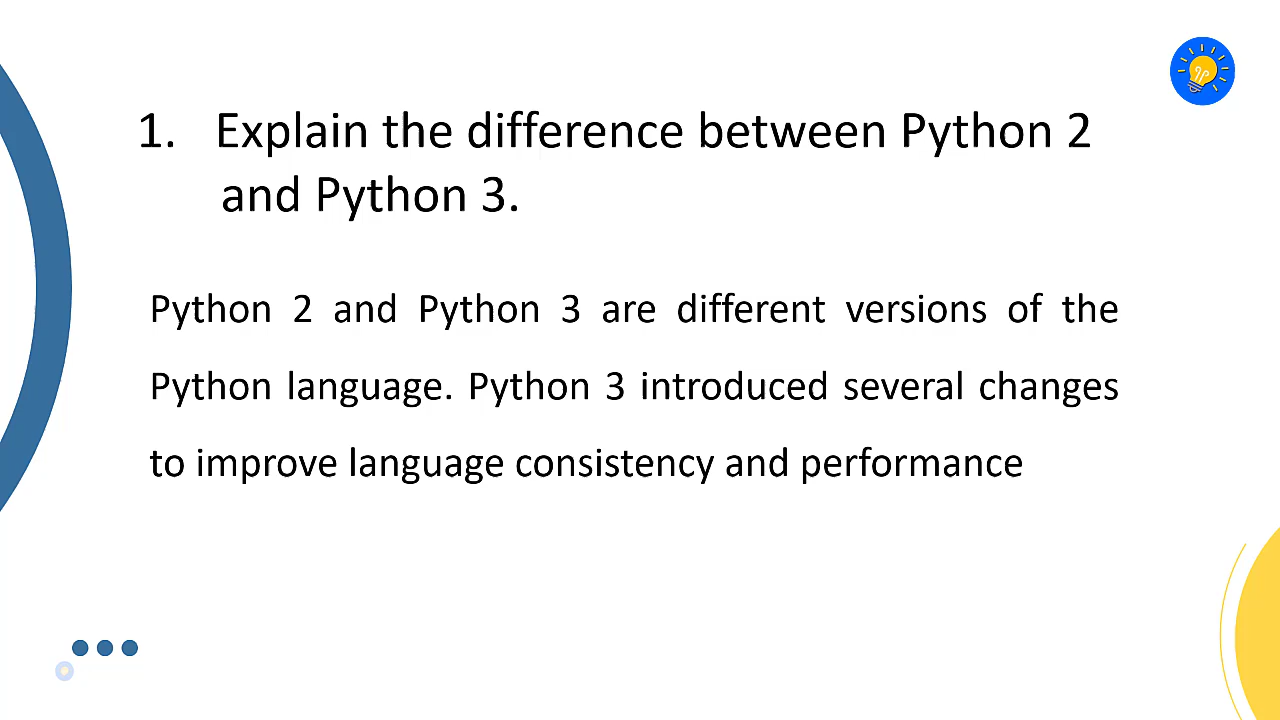 1. Explain the difference between Python 2
and Python 3.
Python 2 and Python 3 are different versions of the
Python language. Python 3 introduced several changes
to improve language consistency and performance